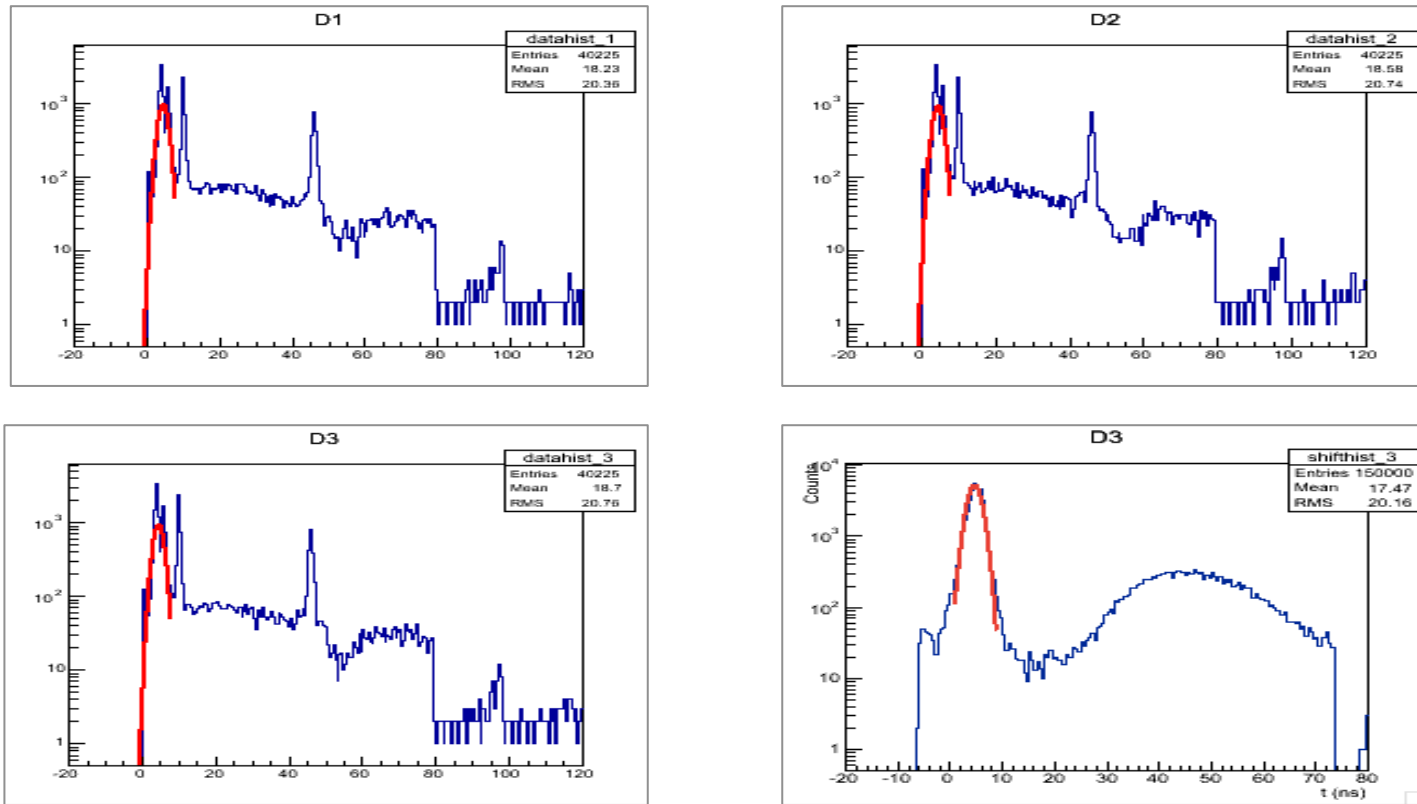 D1
datahist_1
Entries 40225
Mean 18.23
RMS 20.36
10³
10²
10
1
-20 0 20 40 60 80 100 120
D2
datahist_2
Entries 40225
Mean 18.58
RMS 20.74
10³
10²
10
1
-20 0 20 40 60 80 100 120
D3
datahist_3
Entries 40225
Mean 18.7
RMS 20.76
10³
10²
10
1
-20 0 20 40 60 80 100 120
D3
shifthist_3
Entries 150000
Mean 17.47
RMS 20.16
Counts
10⁴
10³
10²
10
1
-20 -10 0 10 20 30 40 50 60 70 80
t (ns)